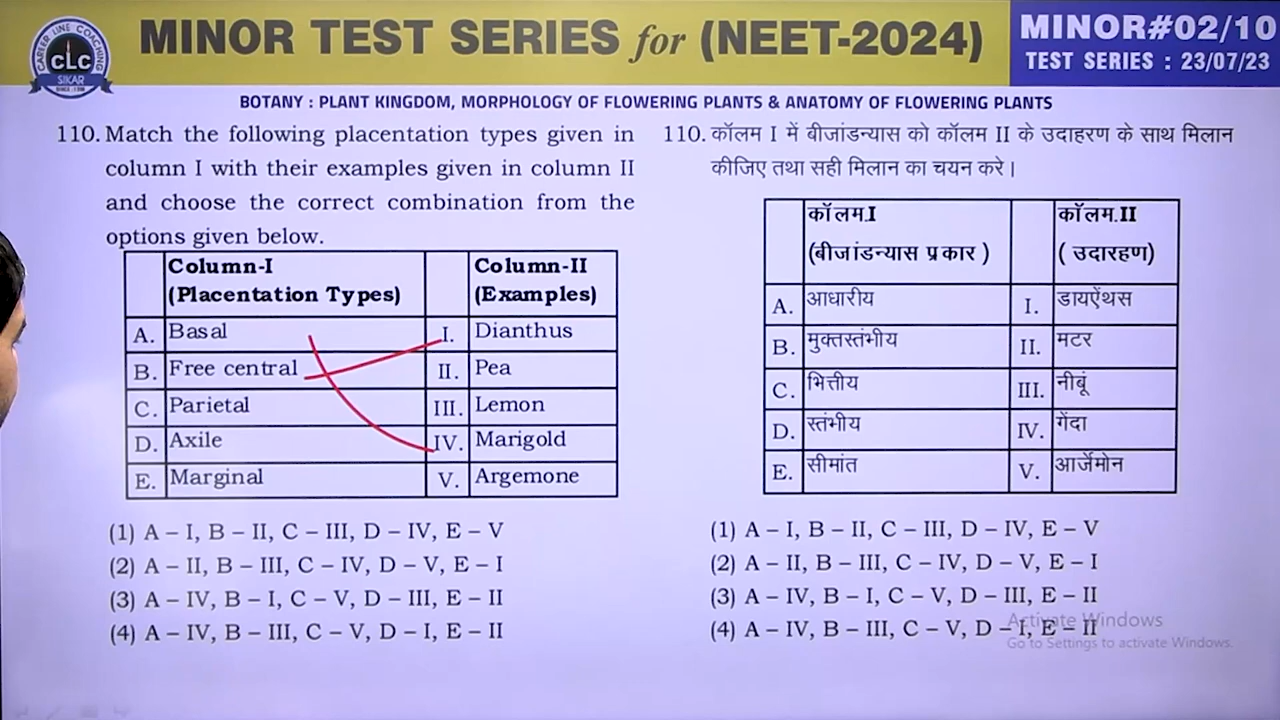 CAREER LINE COACHING
CLC
SIKAR
MINOR TEST SERIES for (NEET-2024)
MINOR#02/10
TEST SERIES : 23/07/23
BOTANY : PLANT KINGDOM, MORPHOLOGY OF FLOWERING PLANTS & ANATOMY OF FLOWERING PLANTS
110. Match the following placentation types given in
column I with their examples given in column II
and choose the correct combination from the
options given below.
Column-I Column-II
(Placentation Types) (Examples)
A. Basal I. Dianthus
B. Free central II. Pea
C. Parietal III. Lemon
D. Axile IV. Marigold
E. Marginal V. Argemone
(1) A – I, B – II, C – III, D – IV, E – V
(2) A – II, B – III, C – IV, D – V, E – I
(3) A – IV, B – I, C – V, D – III, E – II
(4) A – IV, B – III, C – V, D – I, E – II
110. कॉलम I में बीजांडन्यास को कॉलम II के उदाहरण के साथ मिलान
कीजिए तथा सही मिलान का चयन करे।
कॉलम.I कॉलम.II
(बीजांडन्यास प्रकार ) ( उदारहण)
A. आधारीय I. डायऐंथस
B. मुक्तस्तंभीय II. मटर
C. भित्तीय III. नीबूं
D. स्तंभीय IV. गेंदा
E. सीमांत V. आर्जेमोन
(1) A – I, B – II, C – III, D – IV, E – V
(2) A – II, B – III, C – IV, D – V, E – I
(3) A – IV, B – I, C – V, D – III, E – II
(4) A – IV, B – III, C – V, D – I, E – II
Activate Windows
Go to Settings to activate Windows.